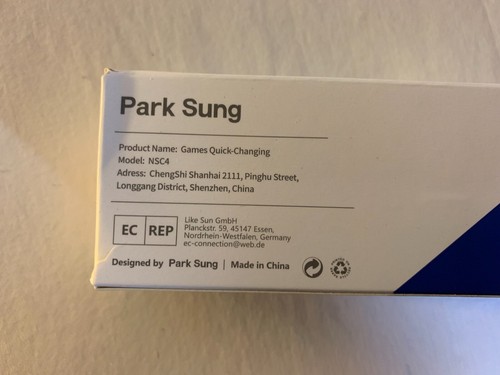 Park Sung
Product Name: Games Quick-Changing
Model: NSC4
Adress: ChengShi Shanhai 2111, Pinghu Street,
Longgang District, Shenzhen, China
EC REP
Like Sun GmbH
Planckstr. 59, 45147 Essen,
Nordrhein-Westfalen, Germany
ec-connection@web.de
Designed by Park Sung | Made in China